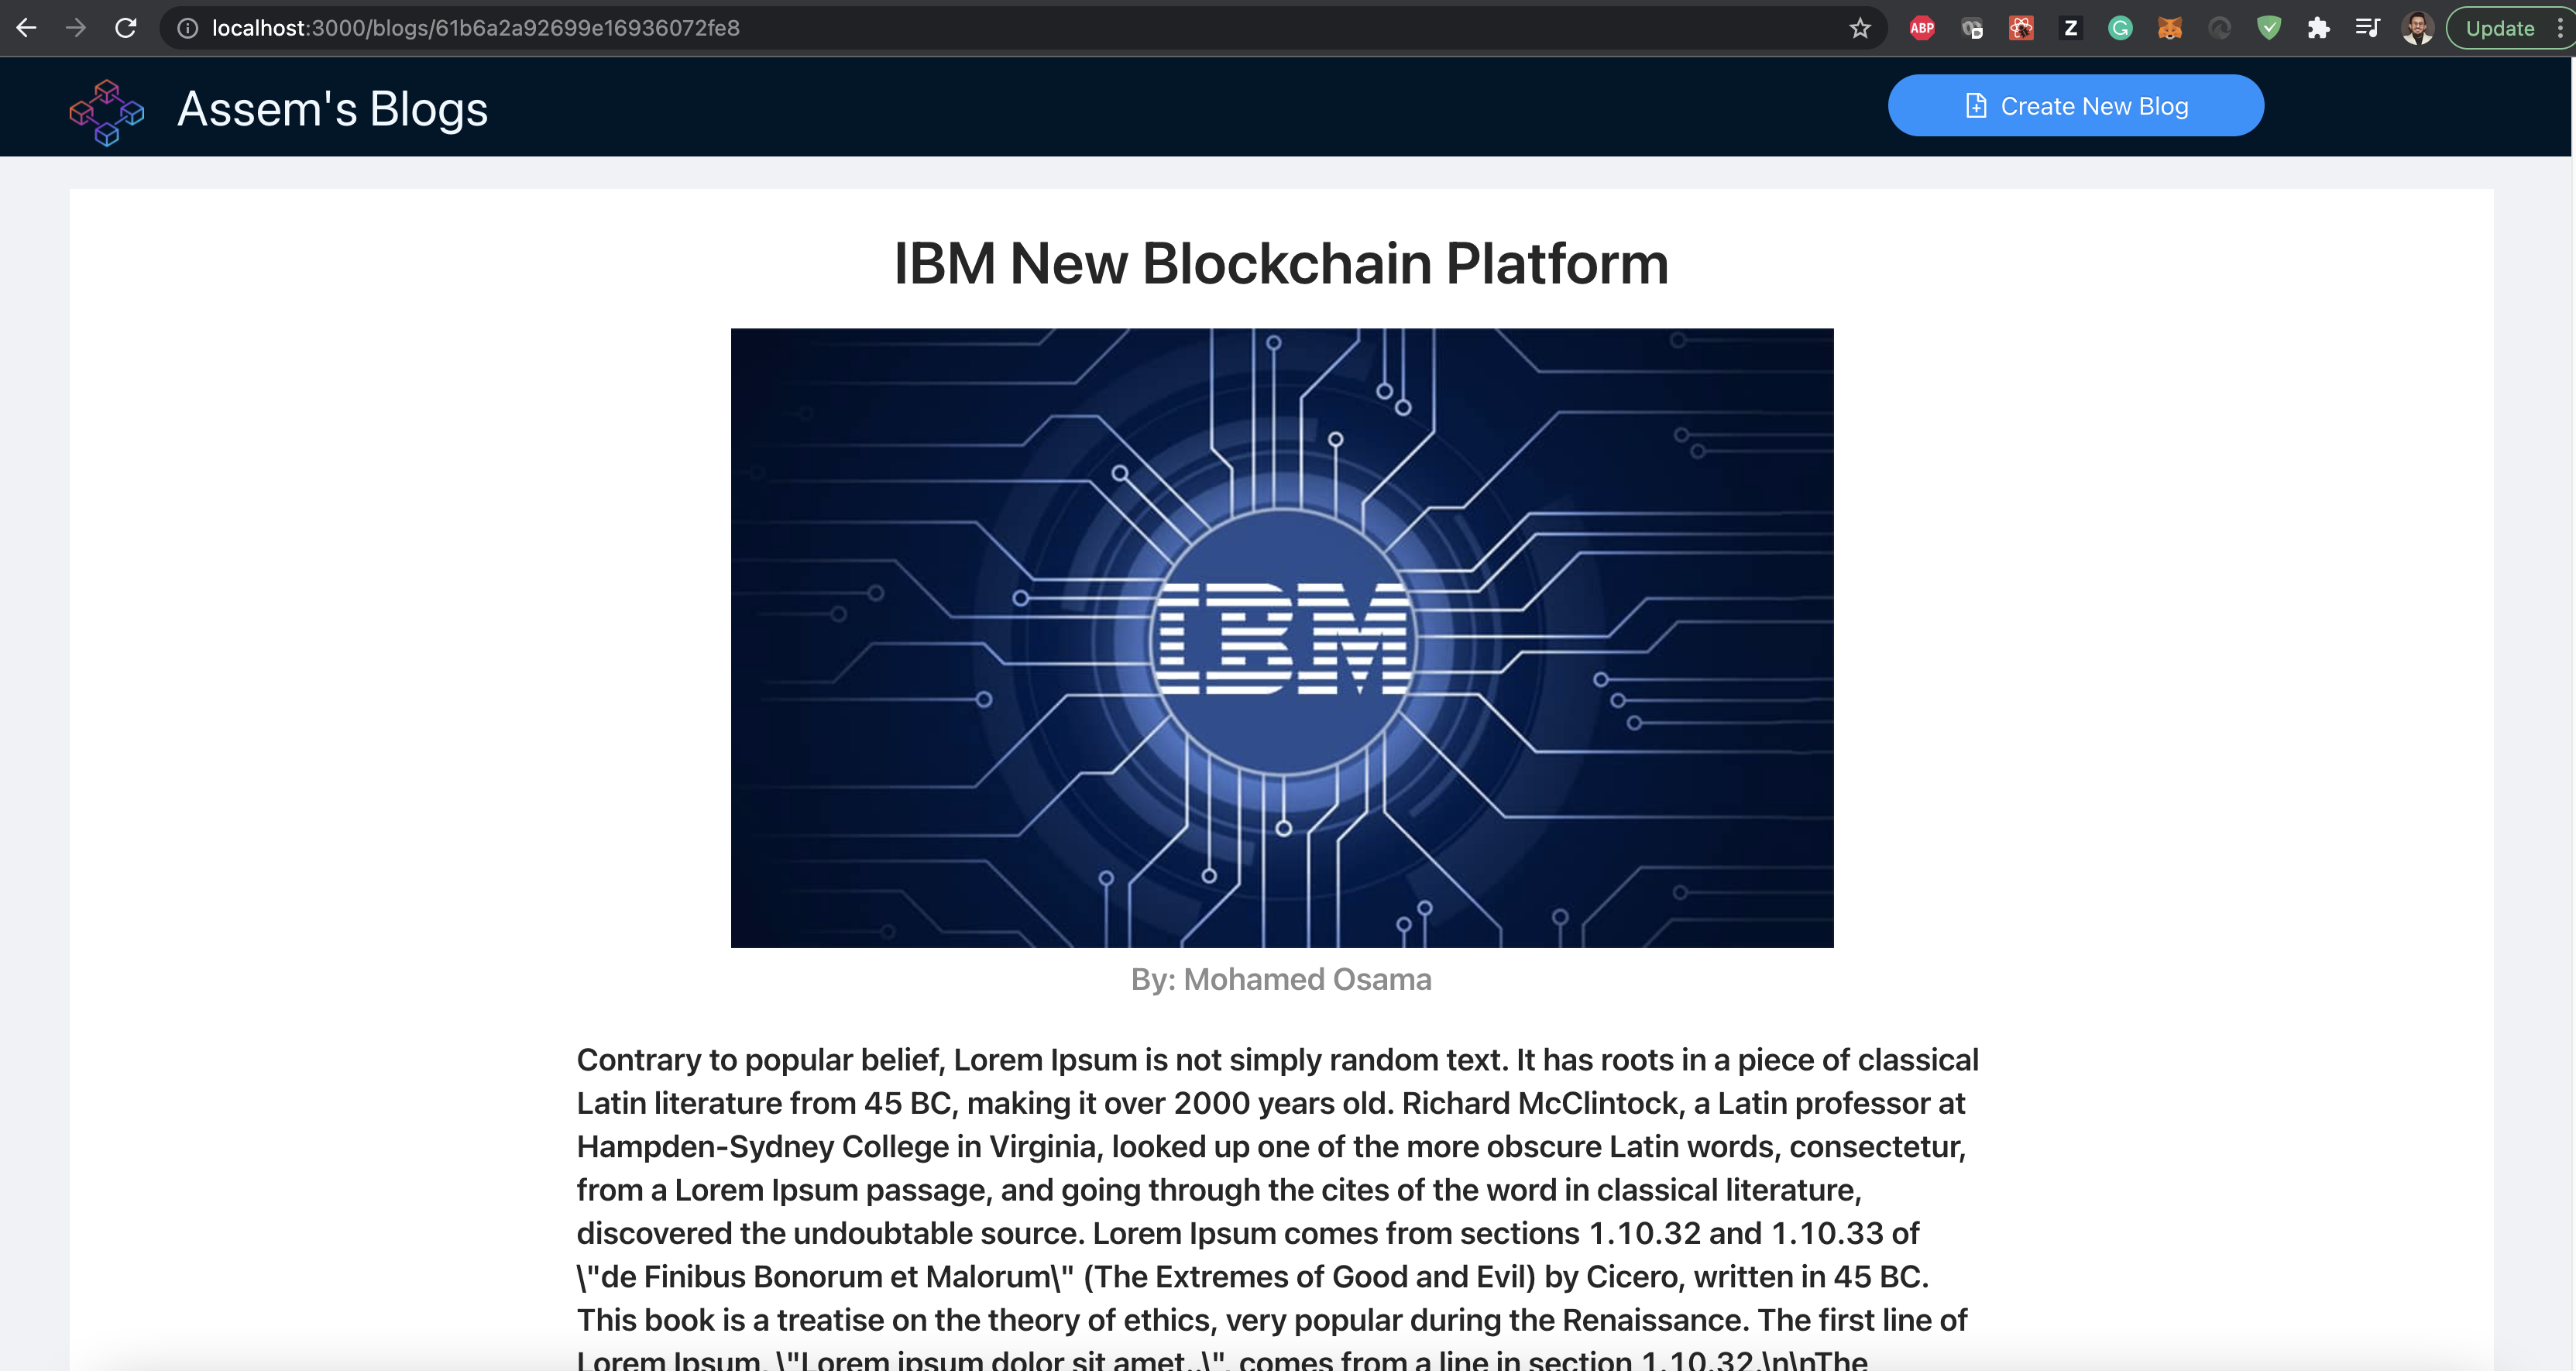 localhost:3000/blogs/61b6a2a92699e16936072fe8
ABP
Z
G
Update
Assem's Blogs
Create New Blog
IBM New Blockchain Platform
IBM
By: Mohamed Osama
Contrary to popular belief, Lorem Ipsum is not simply random text. It has roots in a piece of classical
Latin literature from 45 BC, making it over 2000 years old. Richard McClintock, a Latin professor at
Hampden-Sydney College in Virginia, looked up one of the more obscure Latin words, consectetur,
from a Lorem Ipsum passage, and going through the cites of the word in classical literature,
discovered the undoubtable source. Lorem Ipsum comes from sections 1.10.32 and 1.10.33 of
\"de Finibus Bonorum et Malorum\" (The Extremes of Good and Evil) by Cicero, written in 45 BC.
This book is a treatise on the theory of ethics, very popular during the Renaissance. The first line of
Lorem Ipsum, \"Lorem ipsum dolor sit amet..\", comes from a line in section 1.10.32.\n\nThe